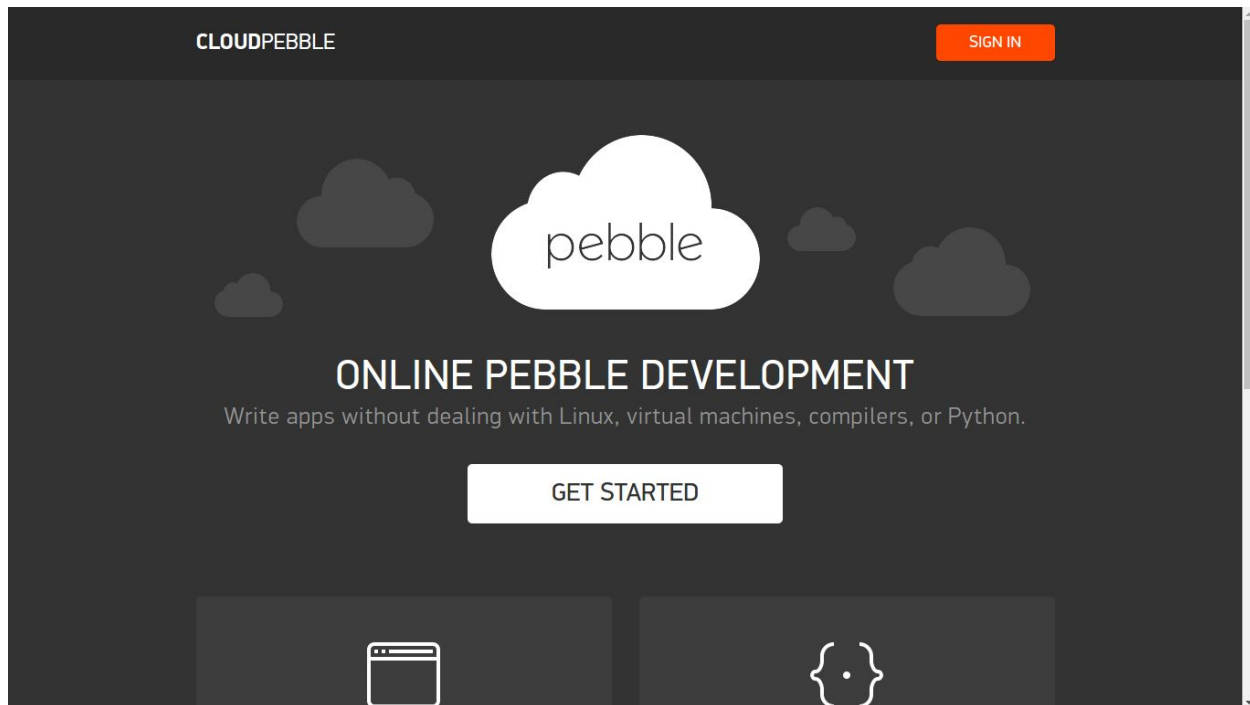 CLOUDPEBBLE
SIGN IN
pebble
ONLINE PEBBLE DEVELOPMENT
Write apps without dealing with Linux, virtual machines, compilers, or Python.
GET STARTED